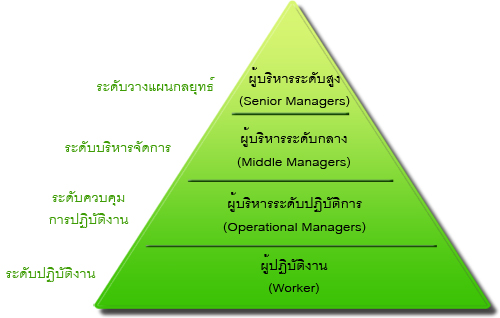 ระดับวางแผนกลยุทธ์
ผู้บริหารระดับสูง
(Senior Managers)
ระดับบริหารจัดการ
ผู้บริหารระดับกลาง
(Middle Managers)
ระดับควบคุม
การปฏิบัติงาน
ผู้บริหารระดับปฏิบัติการ
(Operational Managers)
ระดับปฏิบัติงาน
ผู้ปฏิบัติงาน
(Worker)